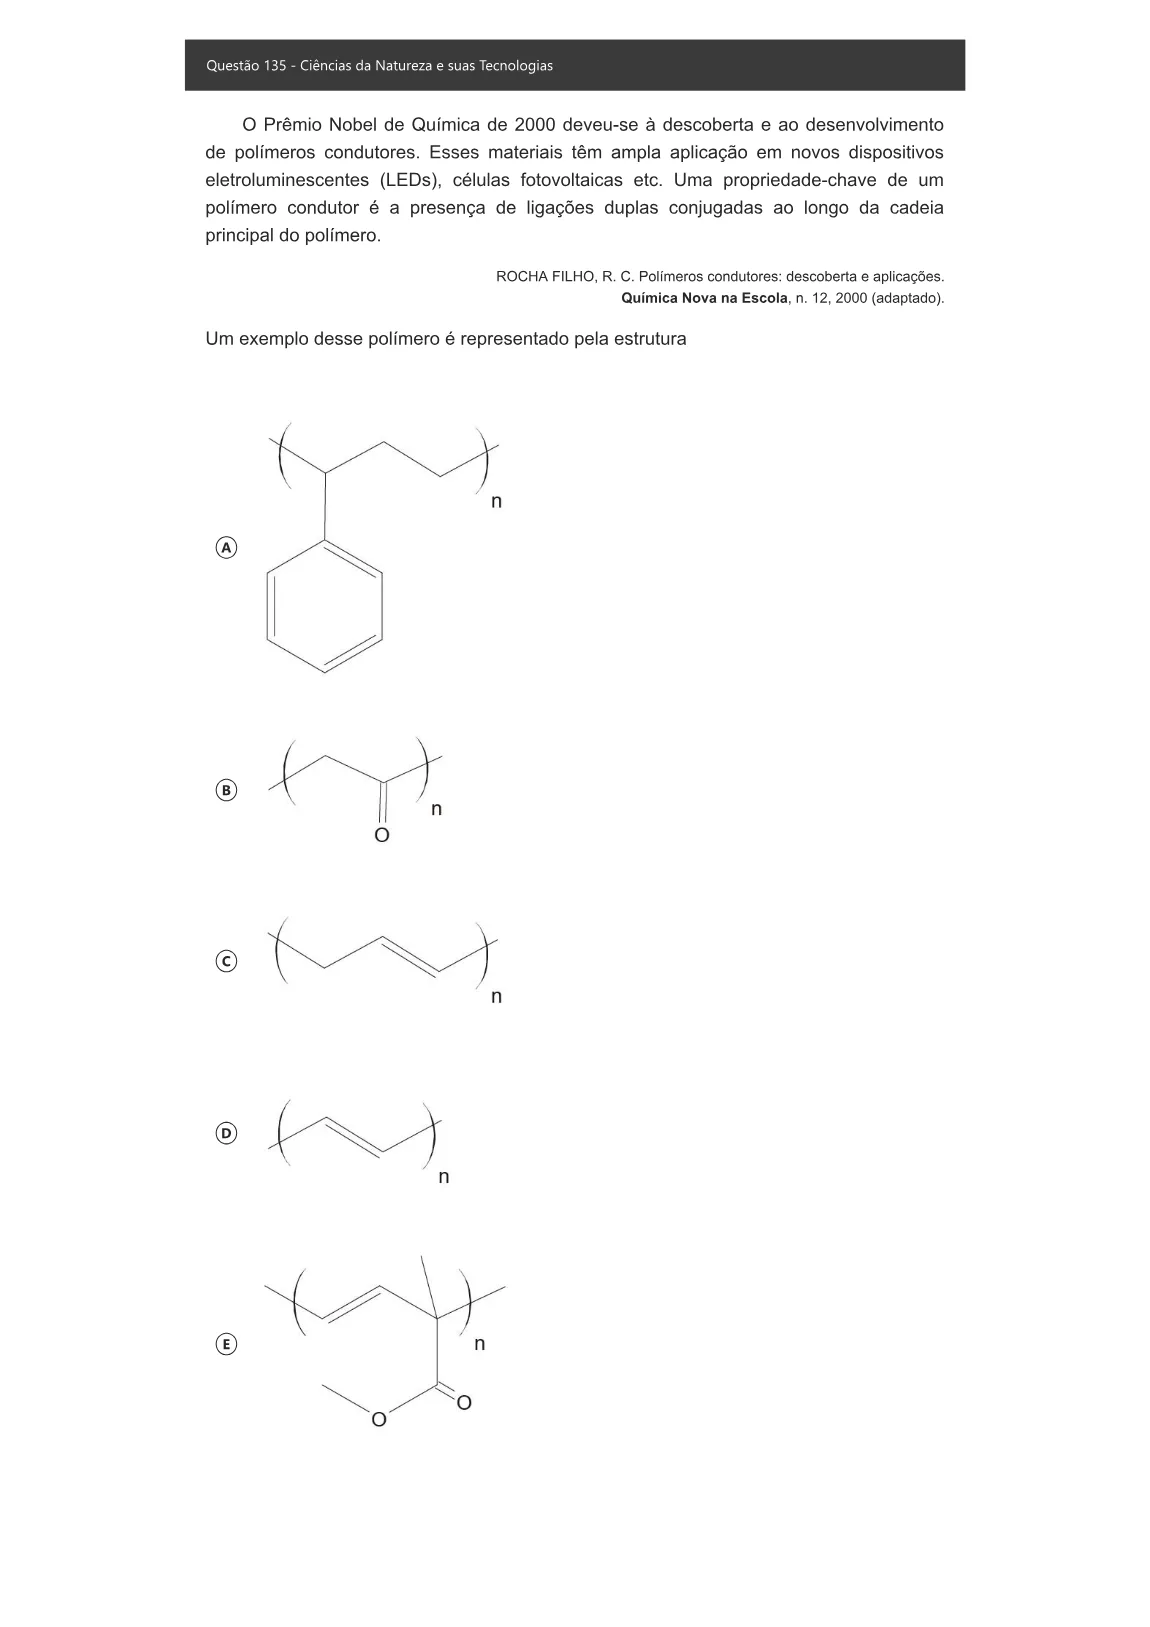 Questão 135 - Ciências da Natureza e suas Tecnologias
O Prêmio Nobel de Química de 2000 deveu-se à descoberta e ao desenvolvimento
de polímeros condutores. Esses materiais têm ampla aplicação em novos dispositivos
eletroluminescentes (LEDs), células fotovoltaicas etc. Uma propriedade-chave de um
polímero condutor é a presença de ligações duplas conjugadas ao longo da cadeia
principal do polímero.
ROCHA FILHO, R. C. Polímeros condutores: descoberta e aplicações.
Química Nova na Escola, n. 12, 2000 (adaptado).
Um exemplo desse polímero é representado pela estrutura
n
A
B
n
O
C
n
D
n
E
n
O
O